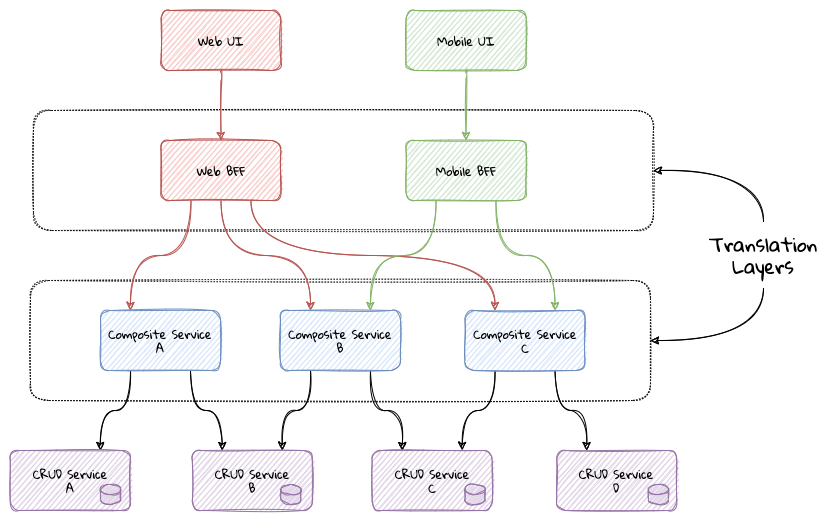 Web UI
Mobile UI
Web BFF
Mobile BFF
Translation
Layers
Composite Service
A
Composite Service
B
Composite Service
C
CRUD Service
A
CRUD Service
B
CRUD Service
C
CRUD Service
D